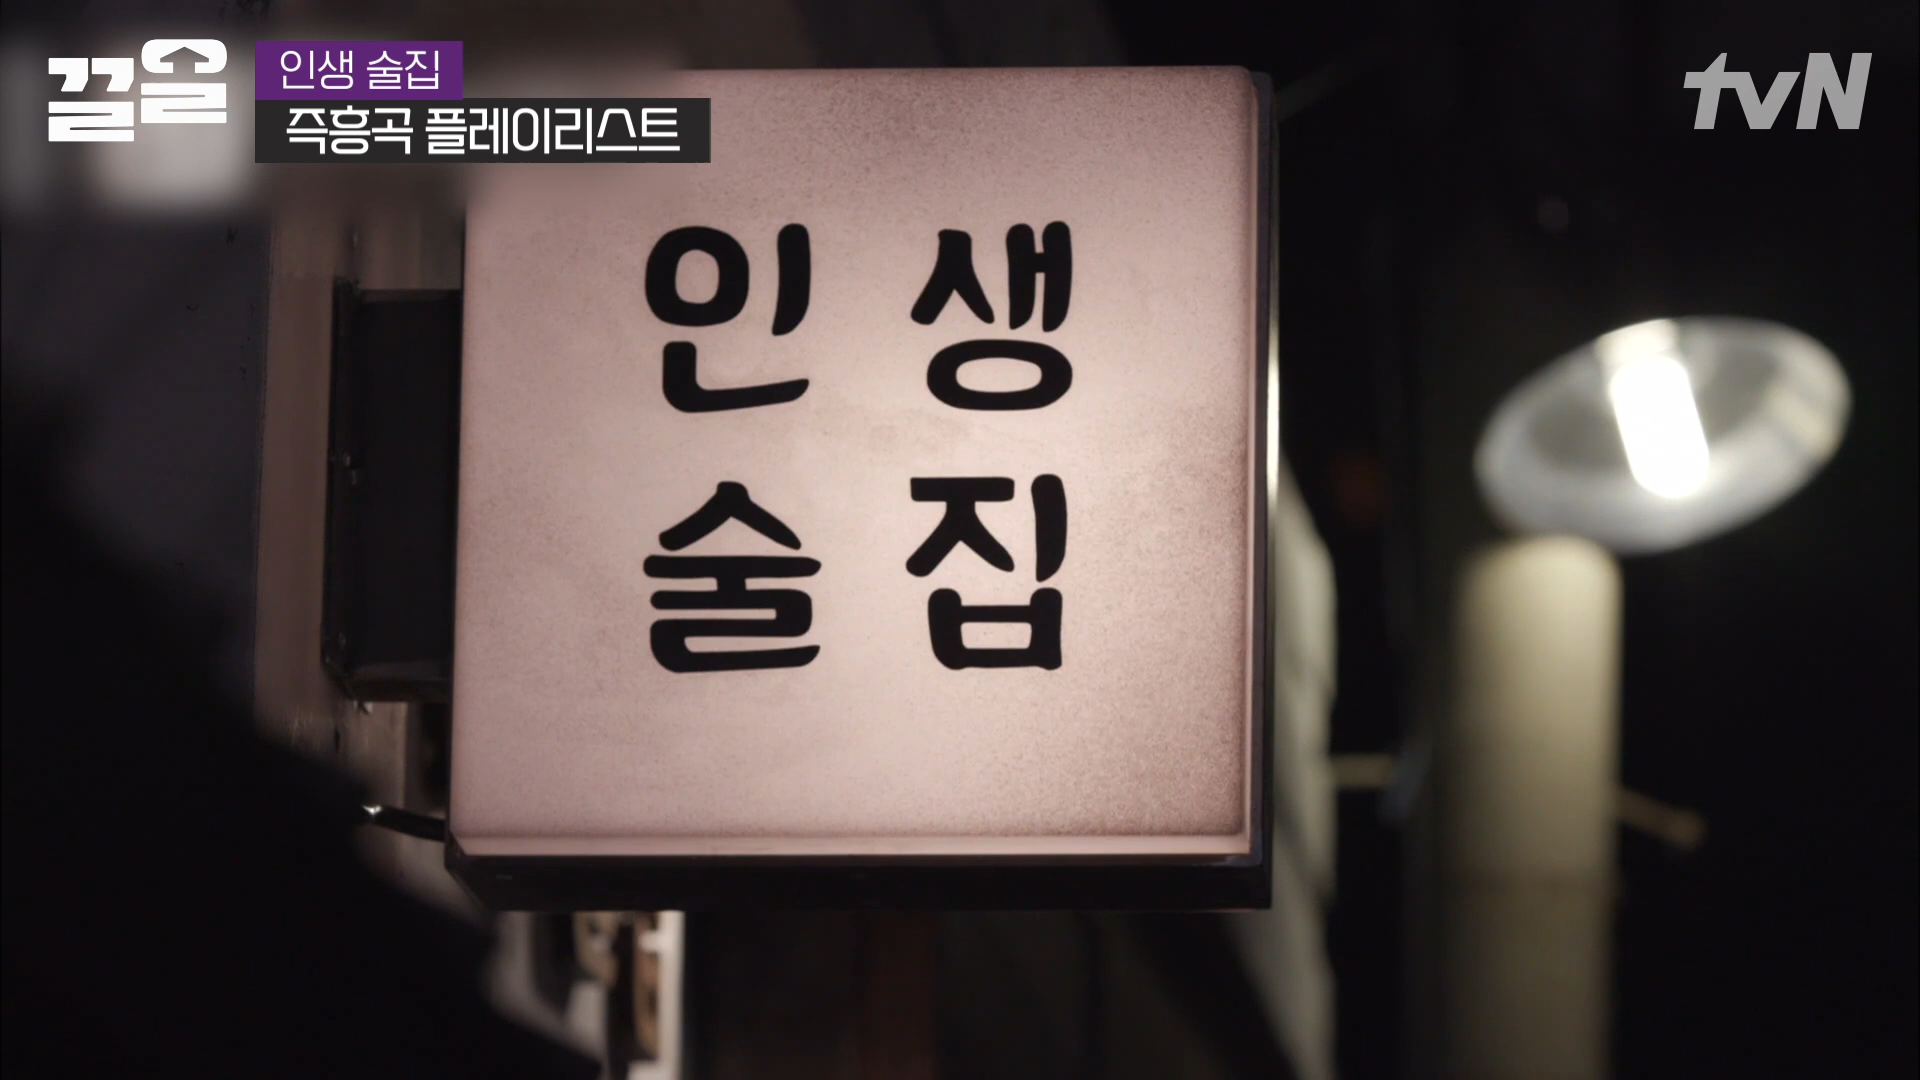 끌올
인생 술집
즉흥곡 플레이리스트
tvN
인생
술집